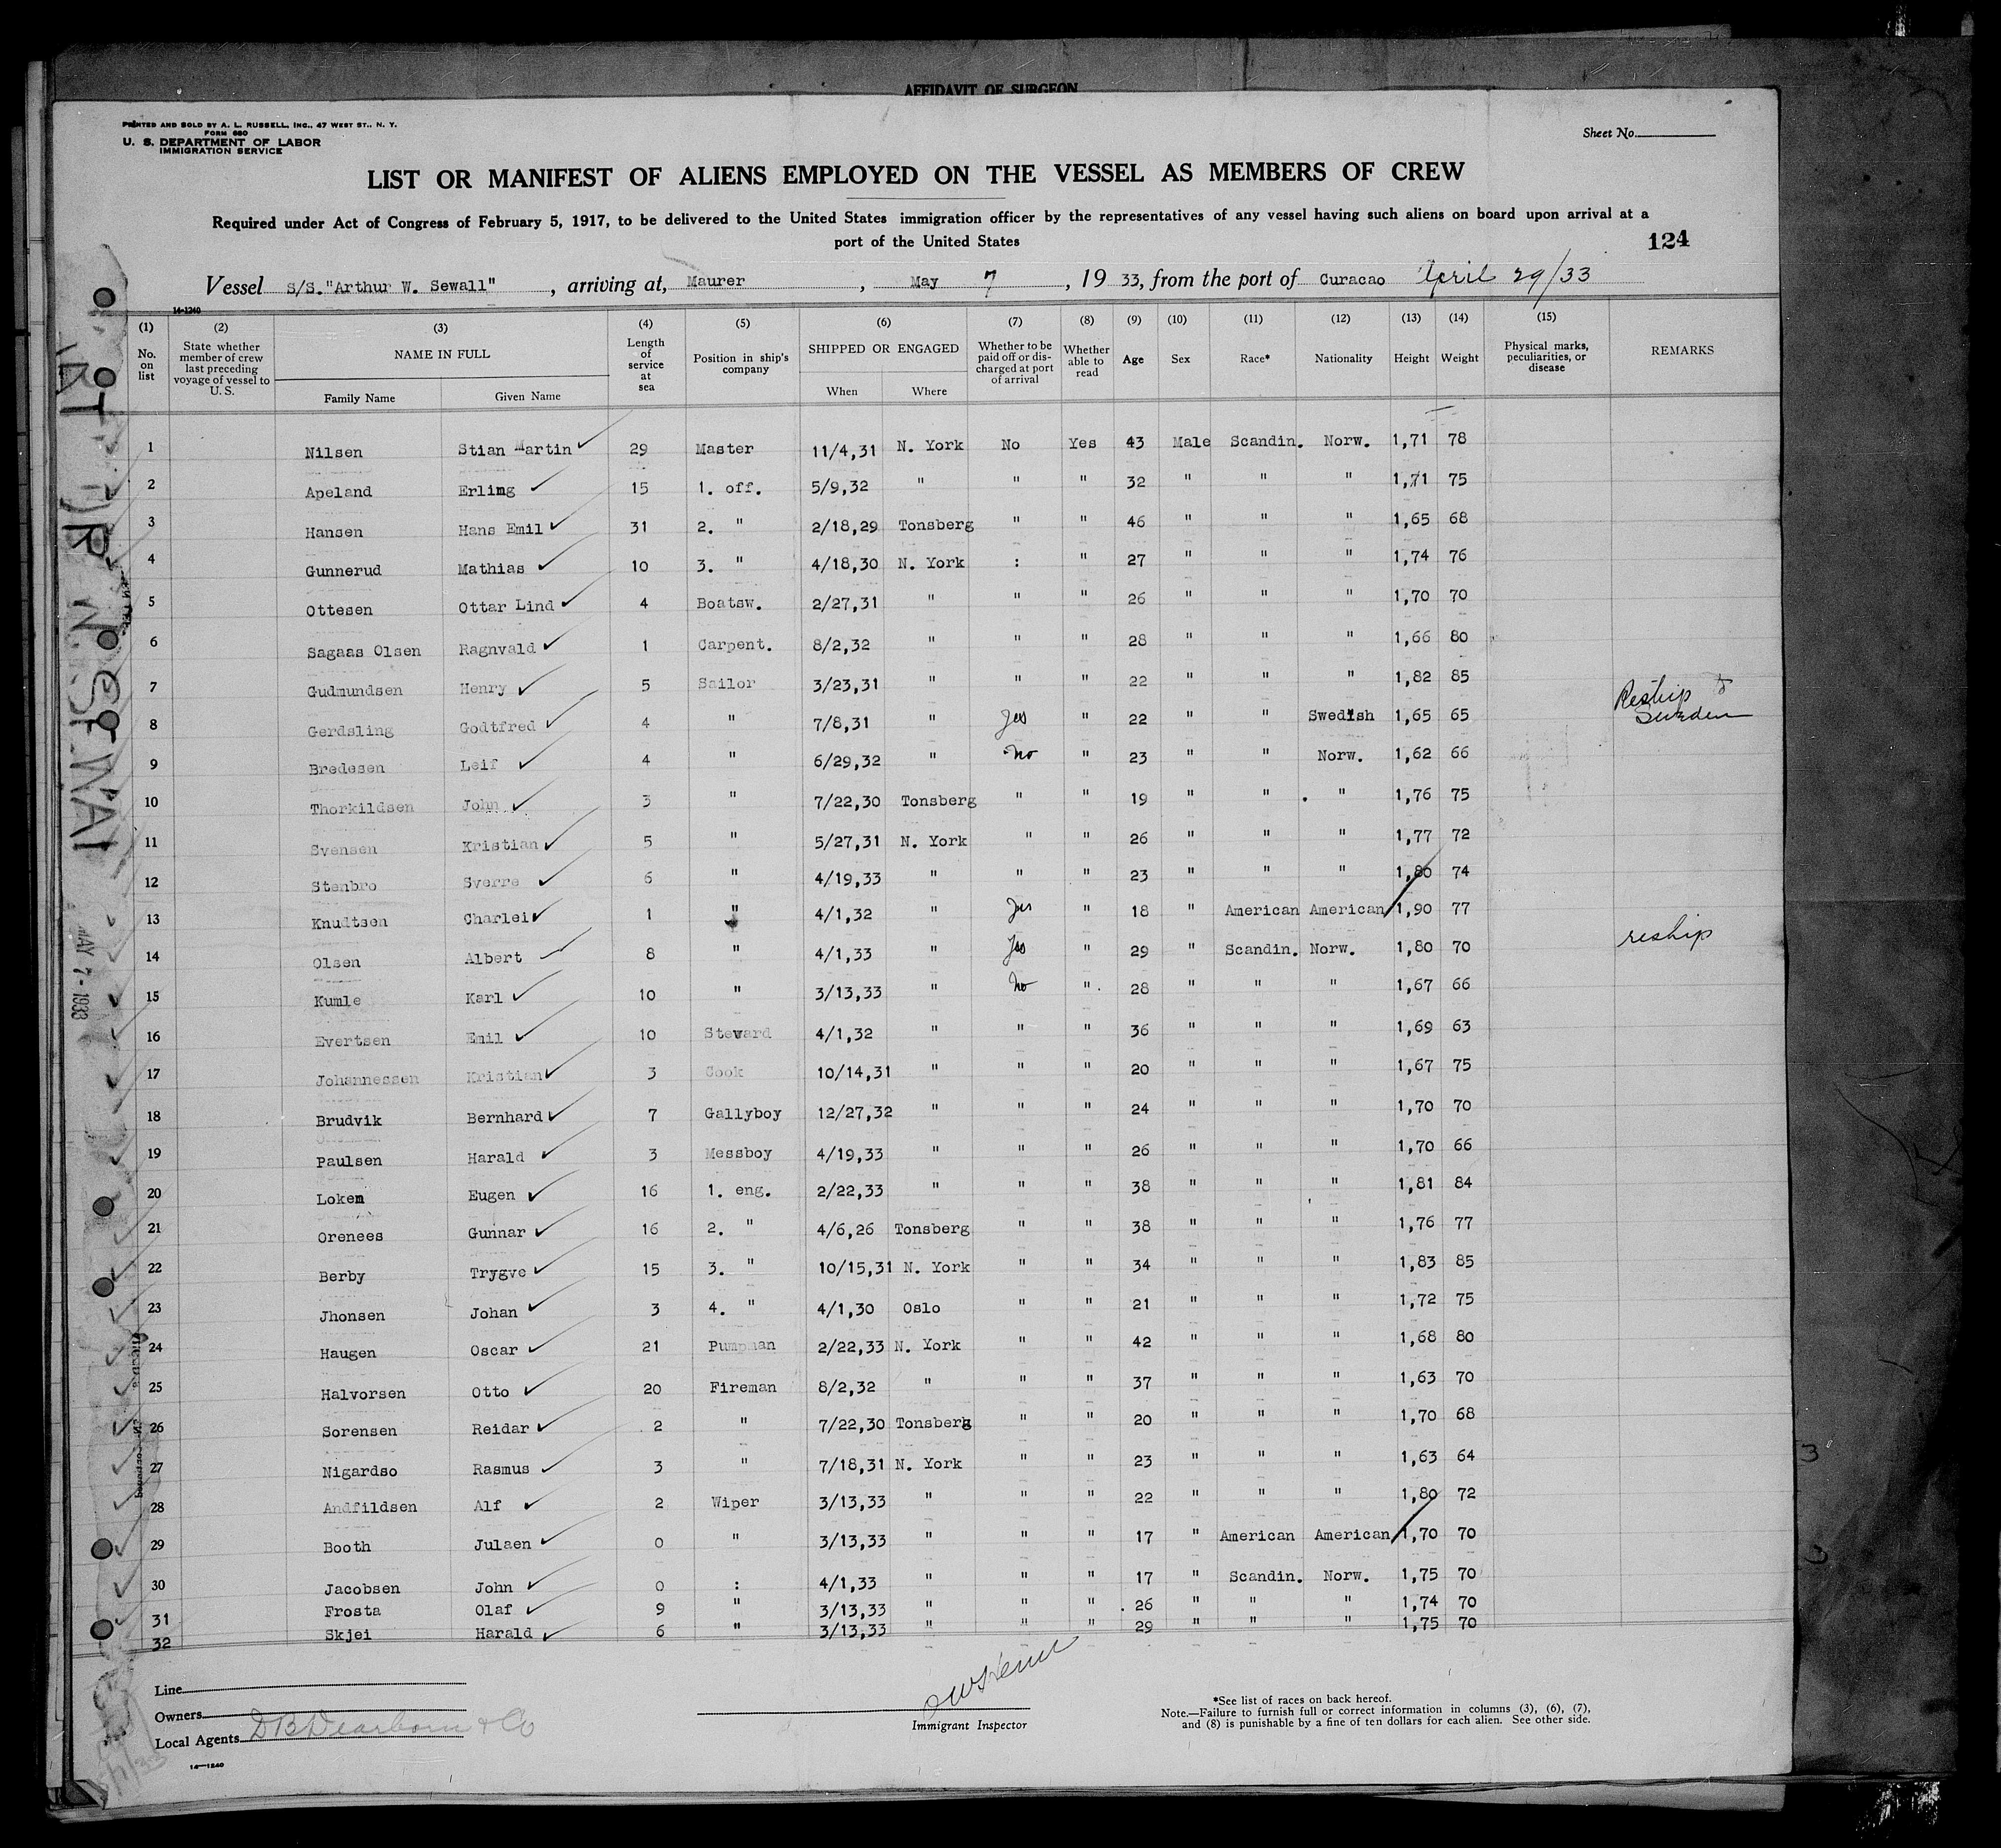 AFFIDAVIT OF SURGEON
PRINTED AND SOLD BY A. L. RUSSELL, INC., 47 WEST ST., N. Y.
FORM 680
U. S. DEPARTMENT OF LABOR
IMMIGRATION SERVICE
Sheet No.
LIST OR MANIFEST OF ALIENS EMPLOYED ON THE VESSEL AS MEMBERS OF CREW
Required under Act of Congress of February 5, 1917, to be delivered to the United States immigration officer by the representatives of any vessel having such aliens on board upon arrival at a
port of the United States
124
Vessel S/S."Arthur W. Sewall", arriving at, Maurer, May 7, 19 33, from the port of Curacao April 29/33
14-1240
(1) No. on list (2) State whether member of crew last preceding voyage of vessel to U. S. (3) NAME IN FULL Family Name Given Name (4) Length of service at sea (5) Position in ship's company (6) SHIPPED OR ENGAGED When Where (7) Whether to be paid off or discharged at port of arrival (8) Whether able to read (9) Age (10) Sex (11) Race* (12) Nationality (13) Height (14) Weight (15) Physical marks, peculiarities, or disease REMARKS
1 Nilsen Stian Martin ✓ 29 Master 11/4,31 N. York No Yes 43 Male Scandin. Norw. 1,71 78
2 Apeland Erling ✓ 15 1. off. 5/9,32 " " " 32 " " " 1,71 75
3 Hansen Hans Emil ✓ 31 2. " 2/18,29 Tonsberg " " 46 " " " 1,65 68
4 Gunnerud Mathias ✓ 10 3. " 4/18,30 N. York : " 27 " " " 1,74 76
5 Ottesen Ottar Lind ✓ 4 Boatsw. 2/27,31 " " " 26 " " " 1,70 70
6 Sagaas Olsen Ragnvald ✓ 1 Carpent. 8/2,32 " " " 28 " " " 1,66 80
7 Gudmundsen Henry ✓ 5 Sailor 3/23,31 " " " 22 " " " 1,82 85
8 Gerdsling Godtfred ✓ 4 " 7/8,31 " Yes " 22 " " Swedish 1,65 65 Reship Sweden
9 Bredesen Leif ✓ 4 " 6/29,32 " no " 23 " " Norw. 1,62 66
10 Thorkildsen John ✓ 3 " 7/22,30 Tonsberg " " 19 " " " 1,76 75
11 Svensen Kristian ✓ 5 " 5/27,31 N. York " " 26 " " " 1,77 72
12 Stenbro Sverre ✓ 6 " 4/19,33 " " " 23 " " " 1,80 74
13 Knudtsen Charlei ✓ 1 " 4/1,32 " Yes " 18 " American American 1,90 77
14 Olsen Albert ✓ 8 " 4/1,33 " Yes " 29 " Scandin. Norw. 1,80 70 reship
15 Kumle Karl ✓ 10 " 3/13,33 " No " 28 " " " 1,67 66
16 Evertsen Emil ✓ 10 Steward 4/1,32 " " " 36 " " " 1,69 63
17 Johannessen Kristian ✓ 3 Cook 10/14,31 " " " 20 " " " 1,67 75
18 Brudvik Bernhard ✓ 7 Gallyboy 12/27,32 " " " 24 " " " 1,70 70
19 Paulsen Harald ✓ 3 Messboy 4/19,33 " " " 26 " " " 1,70 66
20 Loken Eugen ✓ 16 1. eng. 2/22,33 " " " 38 " " " 1,81 84
21 Orenees Gunnar ✓ 16 2. " 4/6,26 Tonsberg " " 38 " " " 1,76 77
22 Berby Trygve ✓ 15 3. " 10/15,31 N. York " " 34 " " " 1,83 85
23 Jhonsen Johan ✓ 3 4. " 4/1,30 Oslo " " 21 " " " 1,72 75
24 Haugen Oscar ✓ 21 Pumpman 2/22,33 N. York " " 42 " " " 1,68 80
25 Halvorsen Otto ✓ 20 Fireman 8/2,32 " " " 37 " " " 1,63 70
26 Sorensen Reidar ✓ 2 " 7/22,30 Tonsberg " " 20 " " " 1,70 68
27 Nigardso Rasmus ✓ 3 " 7/18,31 N. York " " 23 " " " 1,63 64
28 Andfildsen Alf ✓ 2 Wiper 3/13,33 " " " 22 " " " 1,80 72
29 Booth Julaen ✓ 0 " 3/13,33 " " " 17 " American American 1,70 70
30 Jacobsen John ✓ 0 : 4/1,33 " " " 17 " Scandin. Norw. 1,75 70
31 Frosta Olaf ✓ 9 " 3/13,33 " " " 26 " " " 1,74 70
32 Skjei Harald ✓ 6 " 3/13,33 " " " 29 " " " 1,75 70
MAY 7 - 1933
Line
Owners
Local Agents D B Dearborn & Co
14—1240
Immigrant Inspector
*See list of races on back hereof.
Note.—Failure to furnish full or correct information in columns (3), (6), (7),
and (8) is punishable by a fine of ten dollars for each alien. See other side.